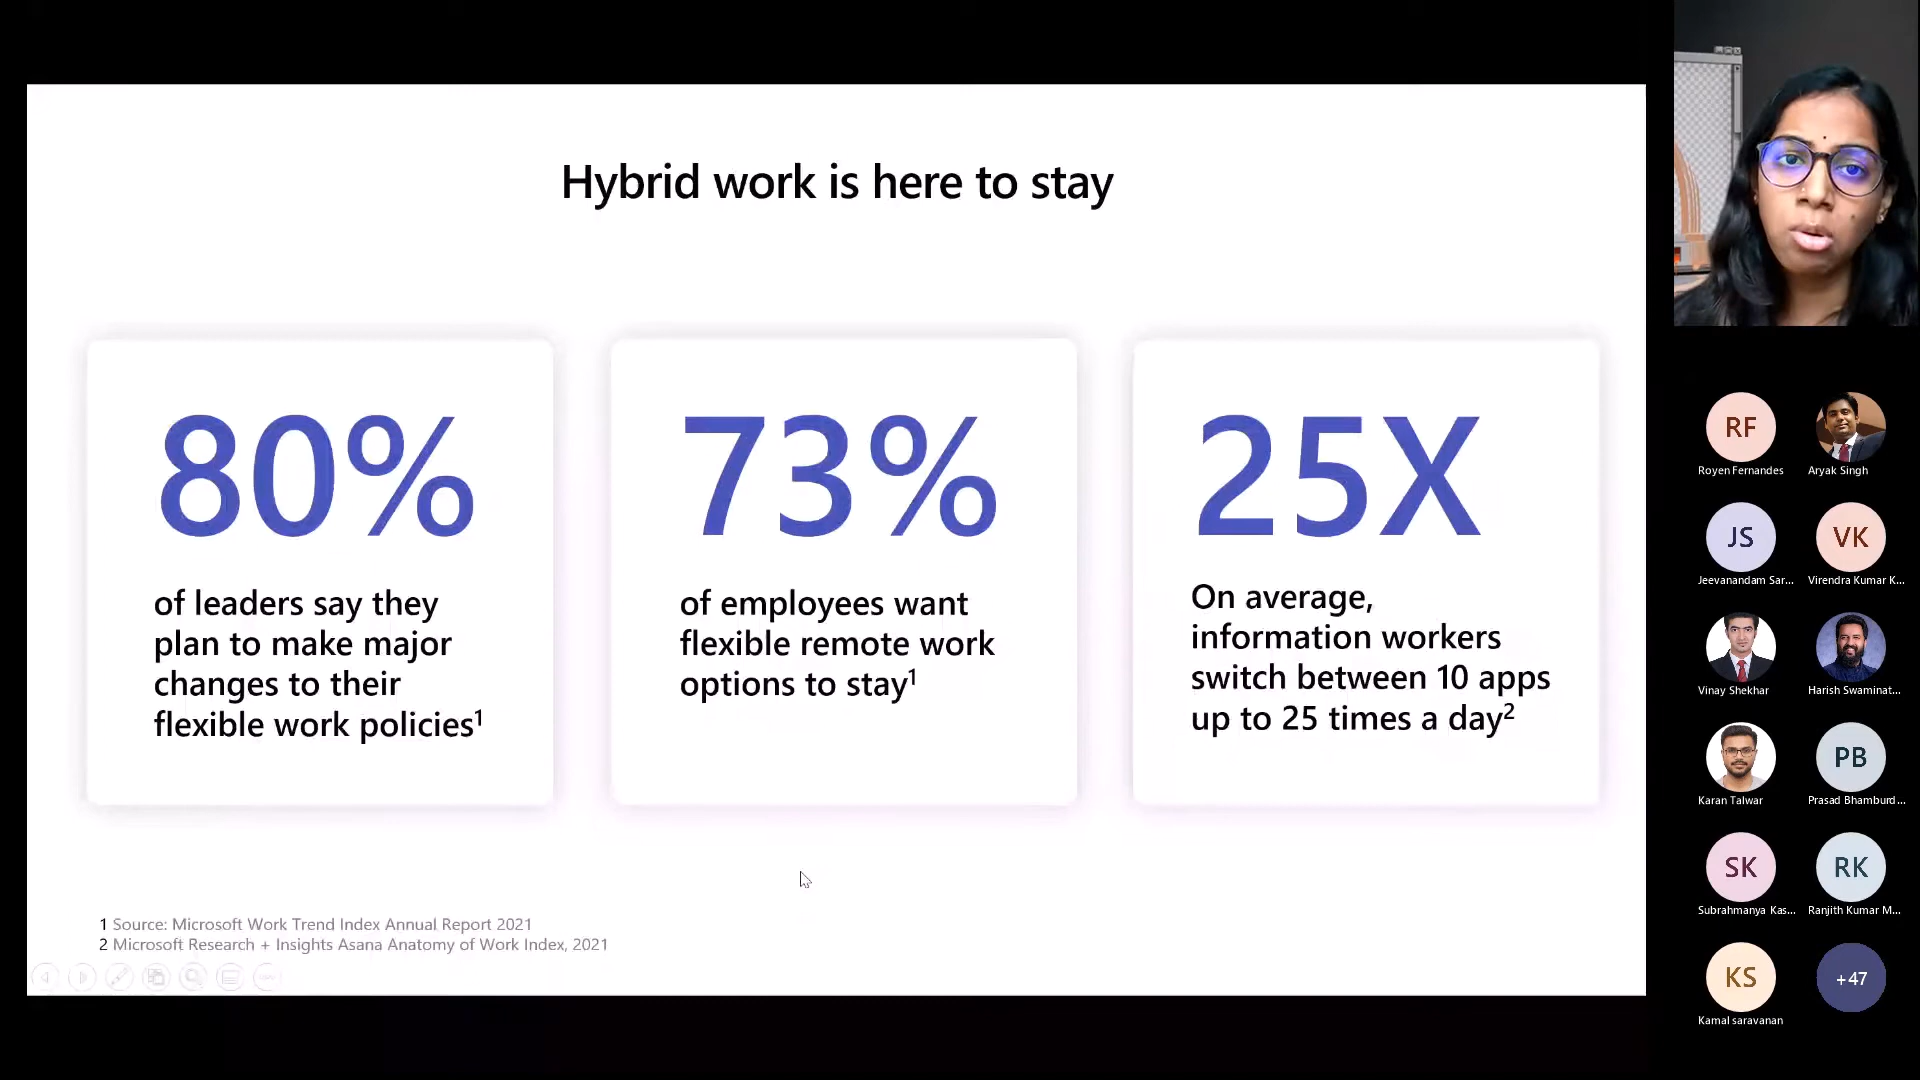 Hybrid work is here to stay
80%
of leaders say they
plan to make major
changes to their
flexible work policies¹
73%
of employees want
flexible remote work
options to stay¹
25X
On average,
information workers
switch between 10 apps
up to 25 times a day²
1 Source: Microsoft Work Trend Index Annual Report 2021
2 Microsoft Research + Insights Asana Anatomy of Work Index, 2021
RF
Royen Fernandes
Aryak Singh
JS
Jeevanandam Sar...
VK
Virendra Kumar K...
Vinay Shekhar
Harish Swaminat...
Karan Talwar
PB
Prasad Bhamburd...
SK
Subrahmanya Kas...
RK
Ranjith Kumar M...
KS
Kamal saravanan
+47